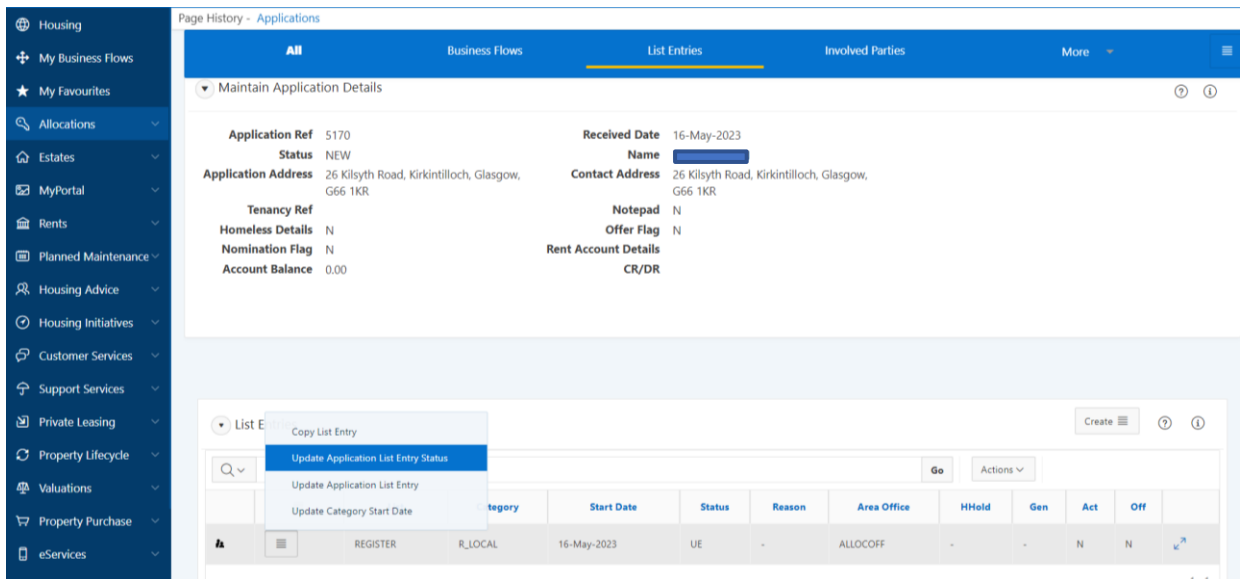 Housing
My Business Flows
My Favourites
Allocations
Estates
MyPortal
Rents
Planned Maintenance
Housing Advice
Housing Initiatives
Customer Services
Support Services
Private Leasing
Property Lifecycle
Valuations
Property Purchase
eServices
Page History - Applications
All Business Flows List Entries Involved Parties More
Maintain Application Details
Application Ref 5170 Received Date 16-May-2023
Status NEW Name
Application Address 26 Kilsyth Road, Kirkintilloch, Glasgow, Contact Address 26 Kilsyth Road, Kirkintilloch, Glasgow,
G66 1KR G66 1KR
Tenancy Ref Notepad N
Homeless Details N Offer Flag N
Nomination Flag N Rent Account Details
Account Balance 0.00 CR/DR
List E Create
Copy List Entry
Update Application List Entry Status
Update Application List Entry
Update Category Start Date
Go Actions
tegory Start Date Status Reason Area Office HHold Gen Act Off
REGISTER R_LOCAL 16-May-2023 UE - ALLOCOFF - - N N